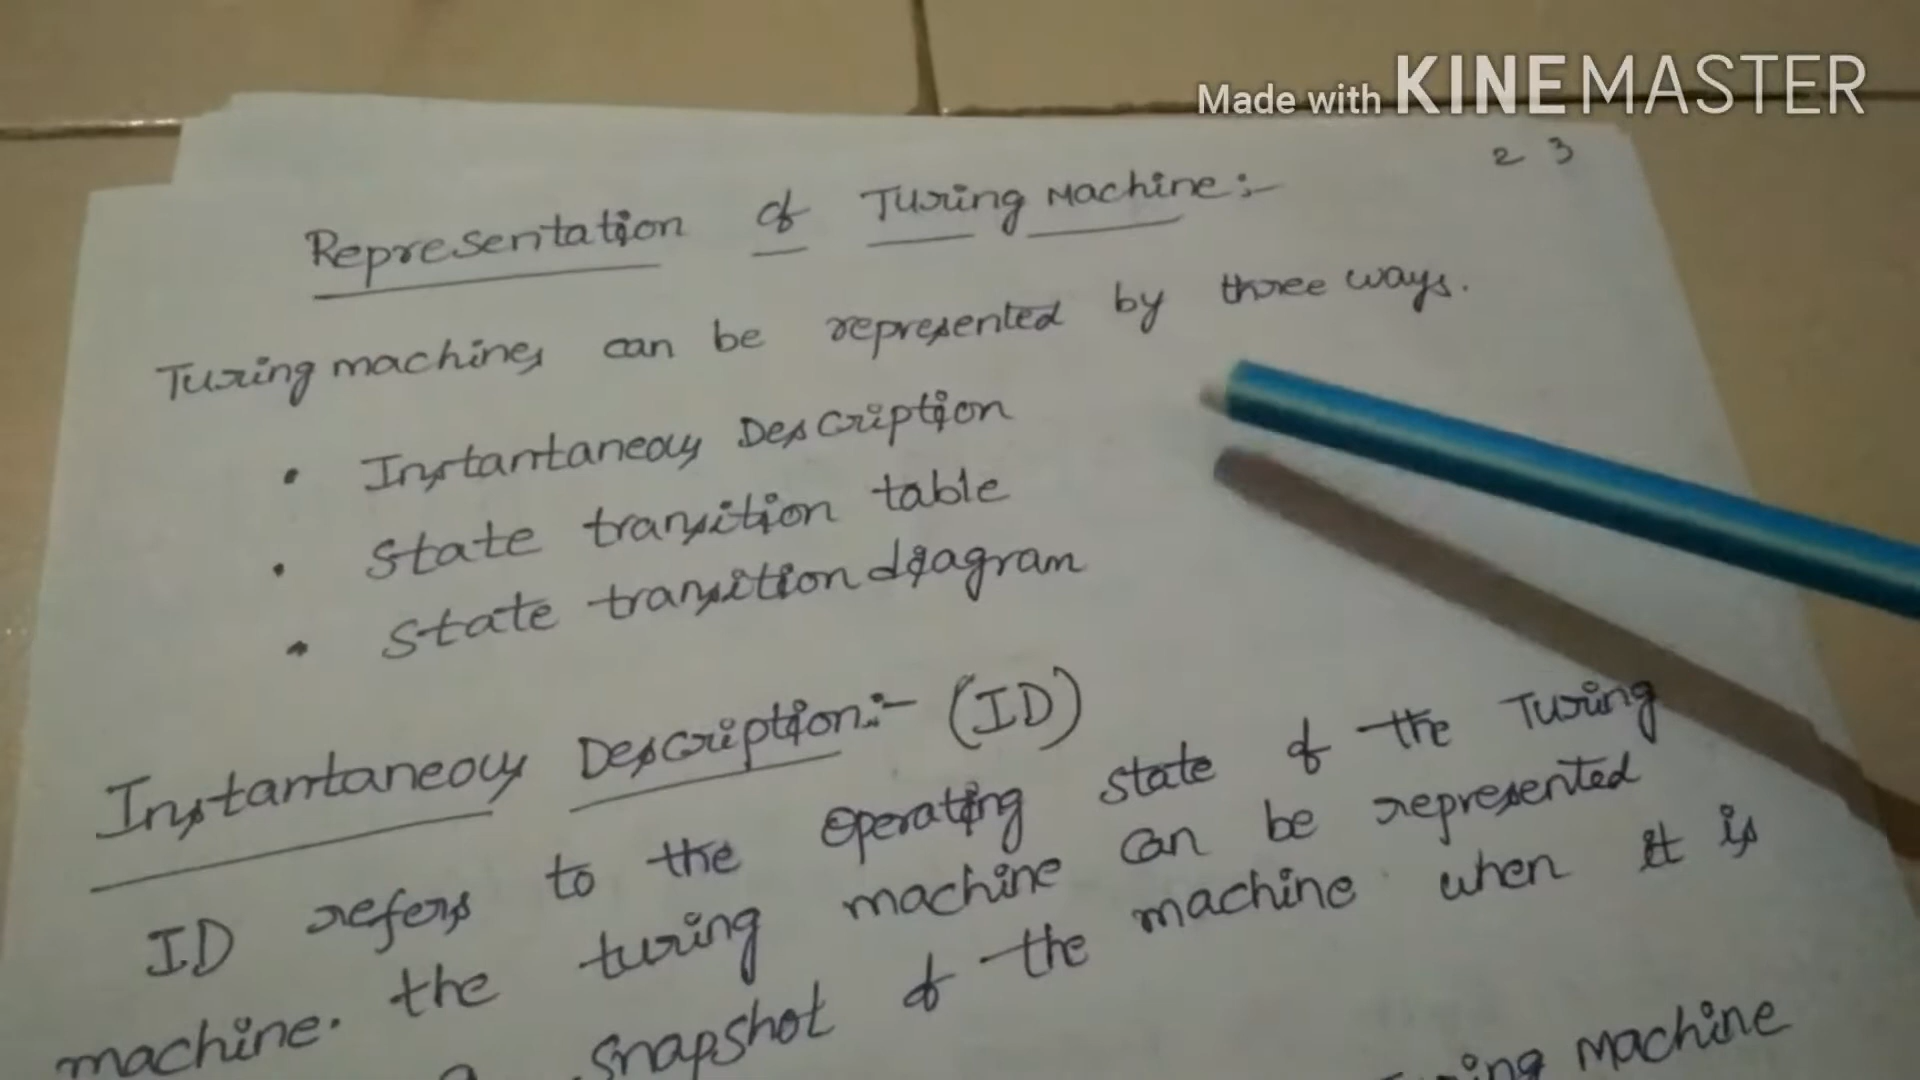 Made with KINEMASTER
2 3
Representation of Turing Machine:-
Turing machines can be represented by three ways.
• Instantaneous Description
• State transition table
• State transition diagram
Instantaneous Description:- (ID)
ID refers to the operating state of the Turing
machine. the turing machine can be represented
snapshot of the machine when it is
machine